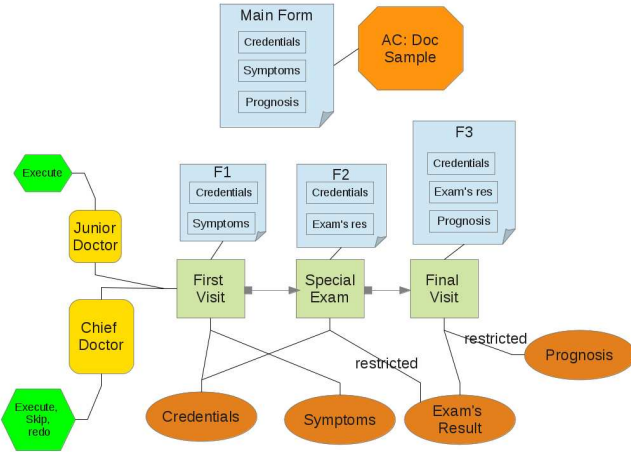 Main Form
Credentials
Symptoms
Prognosis
AC: Doc
Sample
F3
Credentials
Exam's res
Prognosis
F1
Credentials
Symptoms
F2
Credentials
Exam's res
Execute
Junior
Doctor
First
Visit
Special
Exam
Final
Visit
Chief
Doctor
restricted
restricted
Prognosis
Execute,
Skip,
redo
Credentials
Symptoms
Exam's
Result